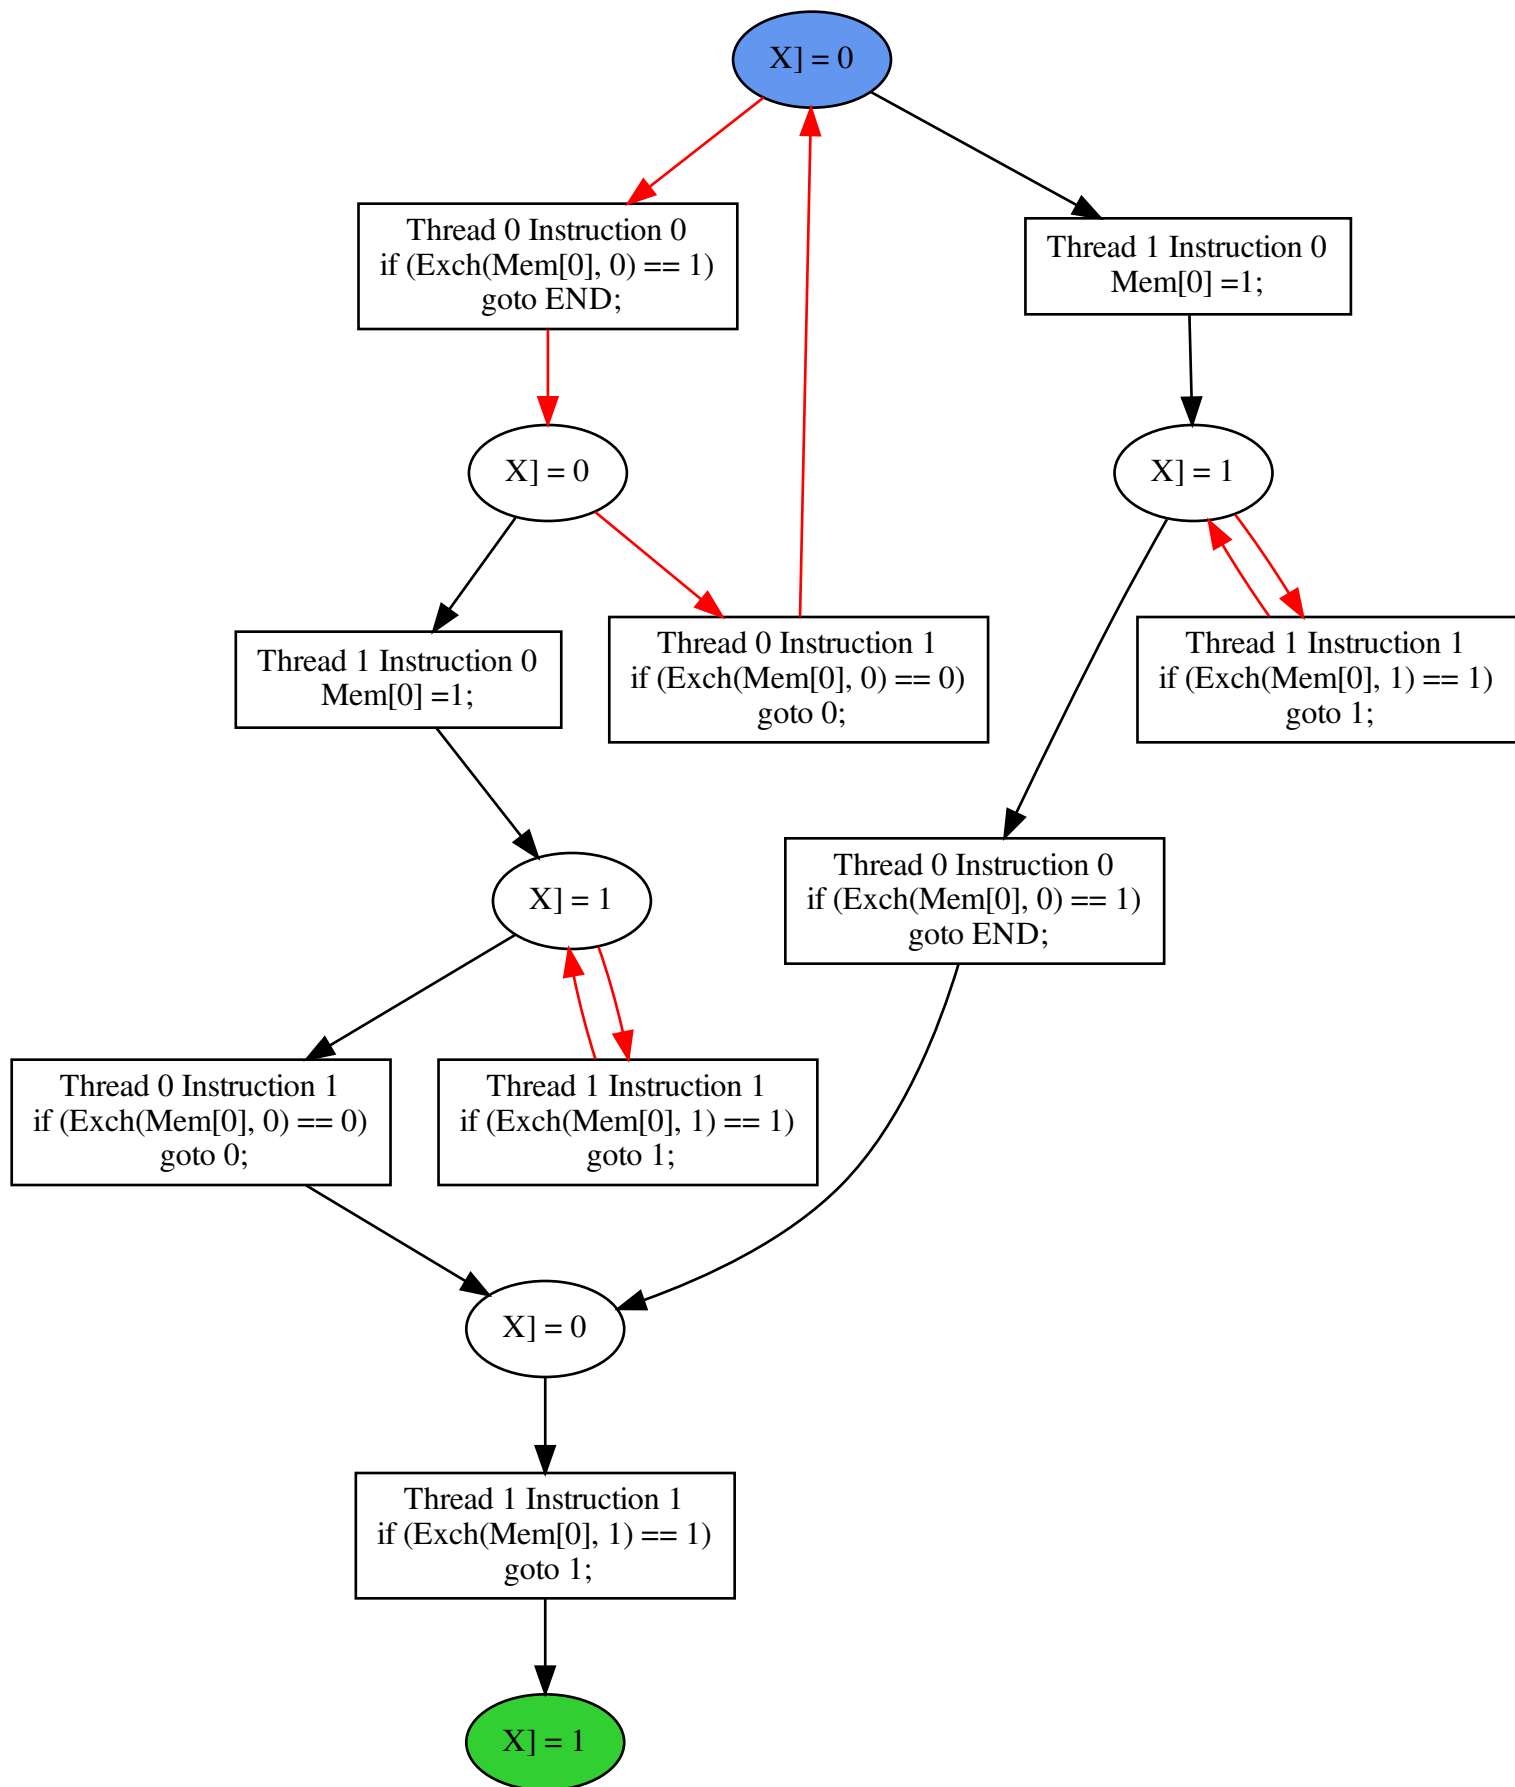 X] = 0
Thread 0 Instruction 0
if (Exch(Mem[0], 0) == 1)
goto END;
Thread 1 Instruction 0
Mem[0] =1;
X] = 0
X] = 1
Thread 1 Instruction 0
Mem[0] =1;
Thread 0 Instruction 1
if (Exch(Mem[0], 0) == 0)
goto 0;
Thread 1 Instruction 1
if (Exch(Mem[0], 1) == 1)
goto 1;
X] = 1
Thread 0 Instruction 0
if (Exch(Mem[0], 0) == 1)
goto END;
Thread 0 Instruction 1
if (Exch(Mem[0], 0) == 0)
goto 0;
Thread 1 Instruction 1
if (Exch(Mem[0], 1) == 1)
goto 1;
X] = 0
Thread 1 Instruction 1
if (Exch(Mem[0], 1) == 1)
goto 1;
X] = 1